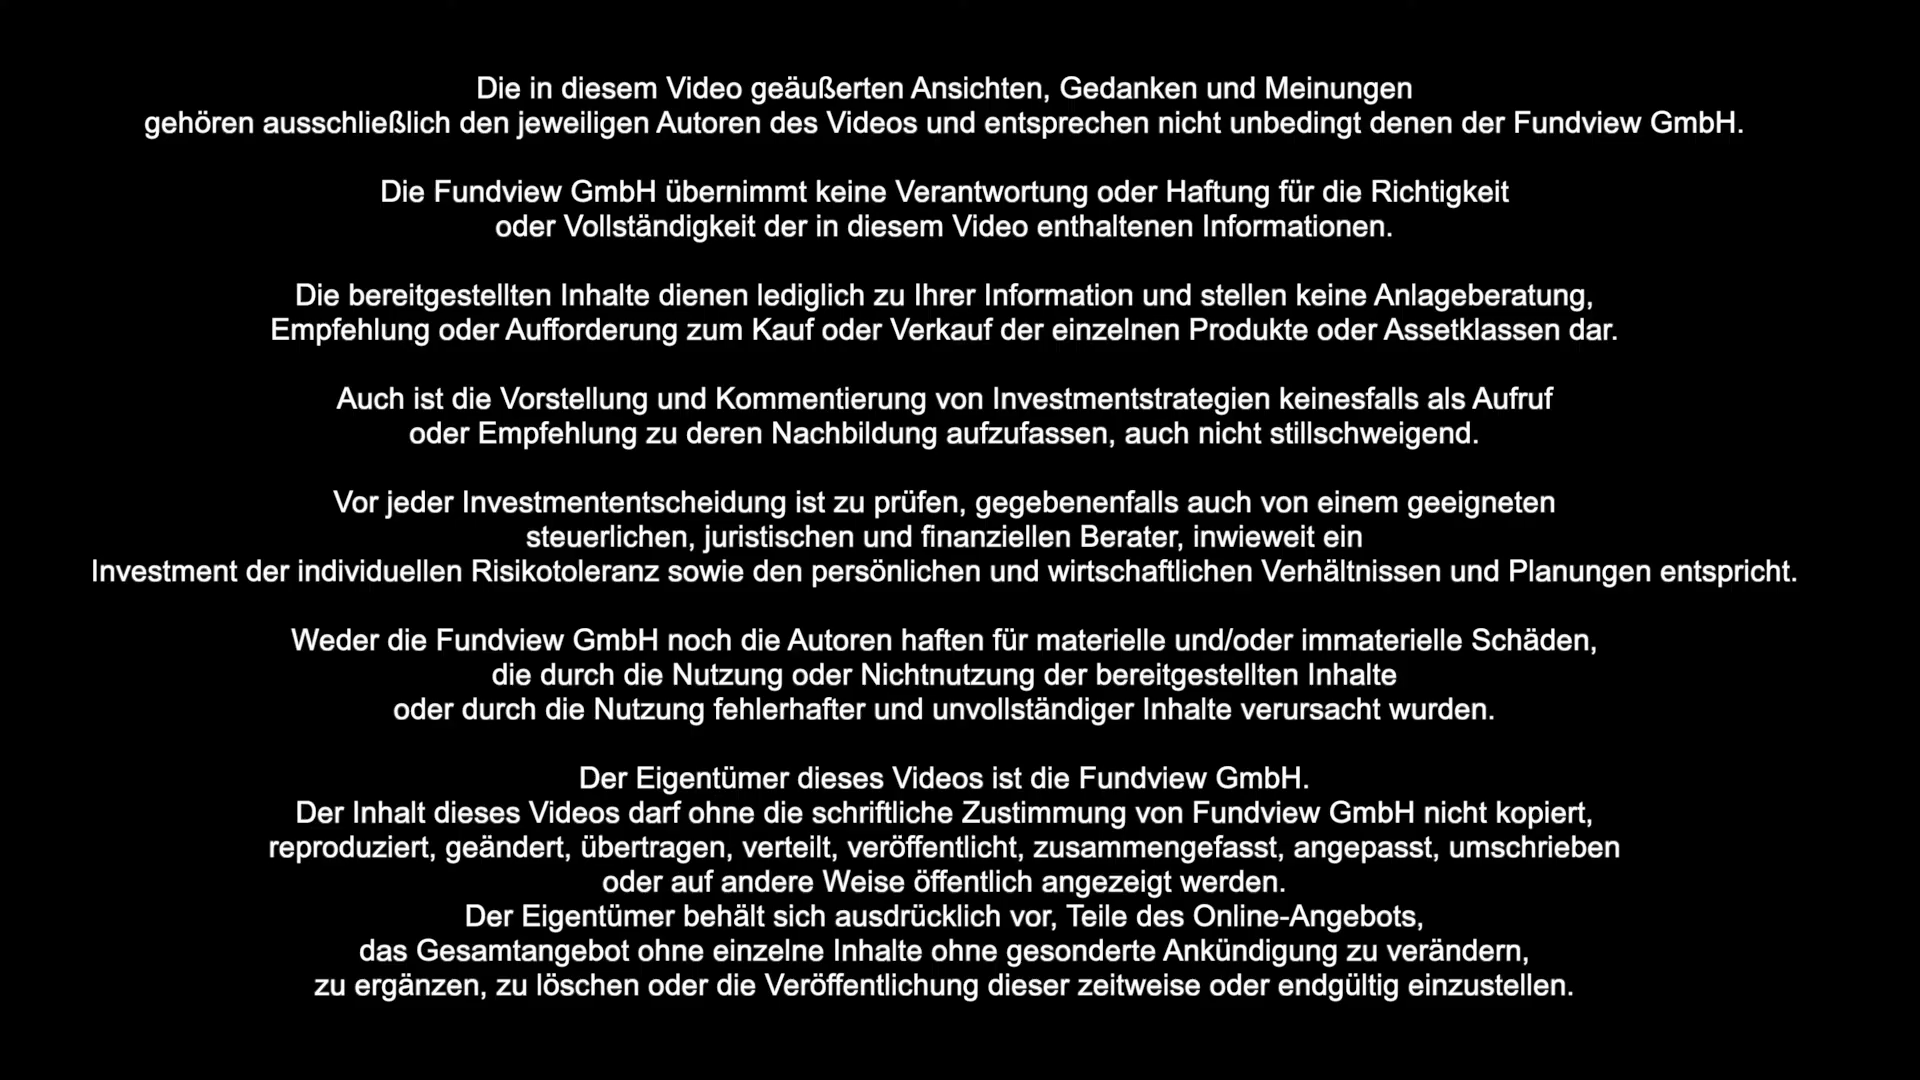 Die in diesem Video geäußerten Ansichten, Gedanken und Meinungen
gehören ausschließlich den jeweiligen Autoren des Videos und entsprechen nicht unbedingt denen der Fundview GmbH.
Die Fundview GmbH übernimmt keine Verantwortung oder Haftung für die Richtigkeit
oder Vollständigkeit der in diesem Video enthaltenen Informationen.
Die bereitgestellten Inhalte dienen lediglich zu Ihrer Information und stellen keine Anlageberatung,
Empfehlung oder Aufforderung zum Kauf oder Verkauf der einzelnen Produkte oder Assetklassen dar.
Auch ist die Vorstellung und Kommentierung von Investmentstrategien keinesfalls als Aufruf
oder Empfehlung zu deren Nachbildung aufzufassen, auch nicht stillschweigend.
Vor jeder Investmententscheidung ist zu prüfen, gegebenenfalls auch von einem geeigneten
steuerlichen, juristischen und finanziellen Berater, inwieweit ein
Investment der individuellen Risikotoleranz sowie den persönlichen und wirtschaftlichen Verhältnissen und Planungen entspricht.
Weder die Fundview GmbH noch die Autoren haften für materielle und/oder immaterielle Schäden,
die durch die Nutzung oder Nichtnutzung der bereitgestellten Inhalte
oder durch die Nutzung fehlerhafter und unvollständiger Inhalte verursacht wurden.
Der Eigentümer dieses Videos ist die Fundview GmbH.
Der Inhalt dieses Videos darf ohne die schriftliche Zustimmung von Fundview GmbH nicht kopiert,
reproduziert, geändert, übertragen, verteilt, veröffentlicht, zusammengefasst, angepasst, umschrieben
oder auf andere Weise öffentlich angezeigt werden.
Der Eigentümer behält sich ausdrücklich vor, Teile des Online-Angebots,
das Gesamtangebot ohne einzelne Inhalte ohne gesonderte Ankündigung zu verändern,
zu ergänzen, zu löschen oder die Veröffentlichung dieser zeitweise oder endgültig einzustellen.